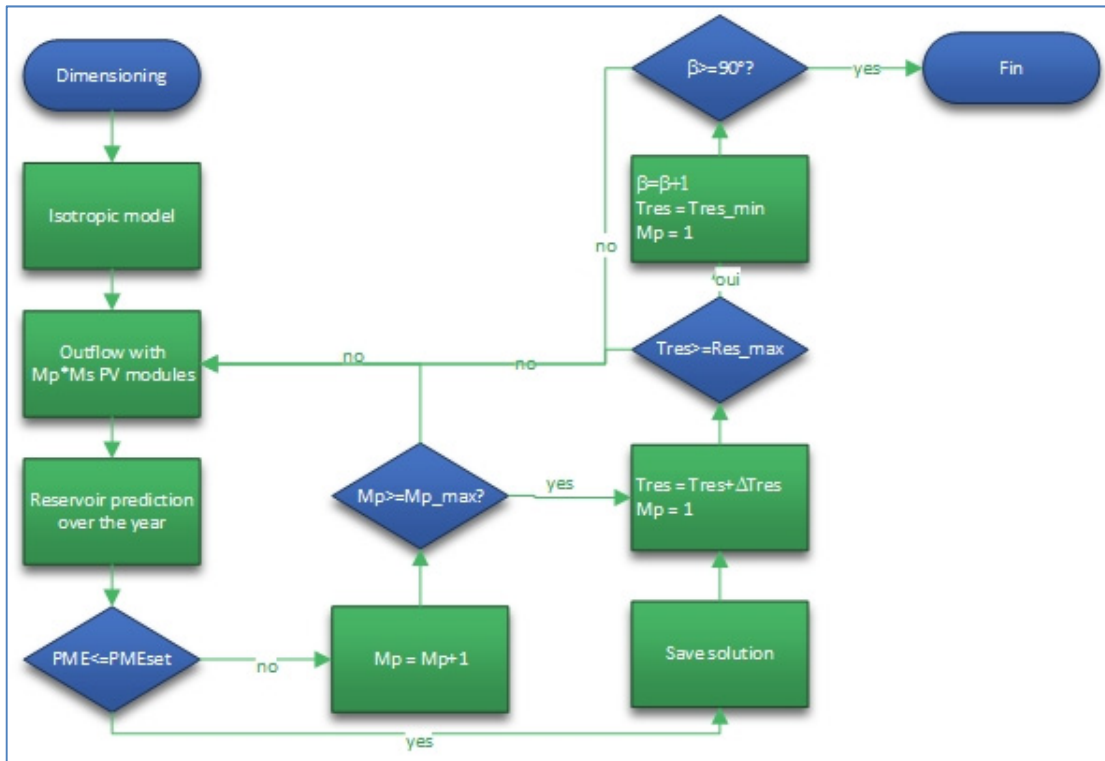 Dimensioning
Isotropic model
Outflow with
Mp*Ms PV modules
Reservoir prediction
over the year
PME<=PMEset
no
yes
Mp = Mp+1
Mp>=Mp_max?
no
yes
Save solution
Tres = Tres+ΔTres
Mp = 1
Tres>=Res_max
no
oui
β=β+1
Tres = Tres_min
Mp = 1
β>=90°?
no
yes
Fin